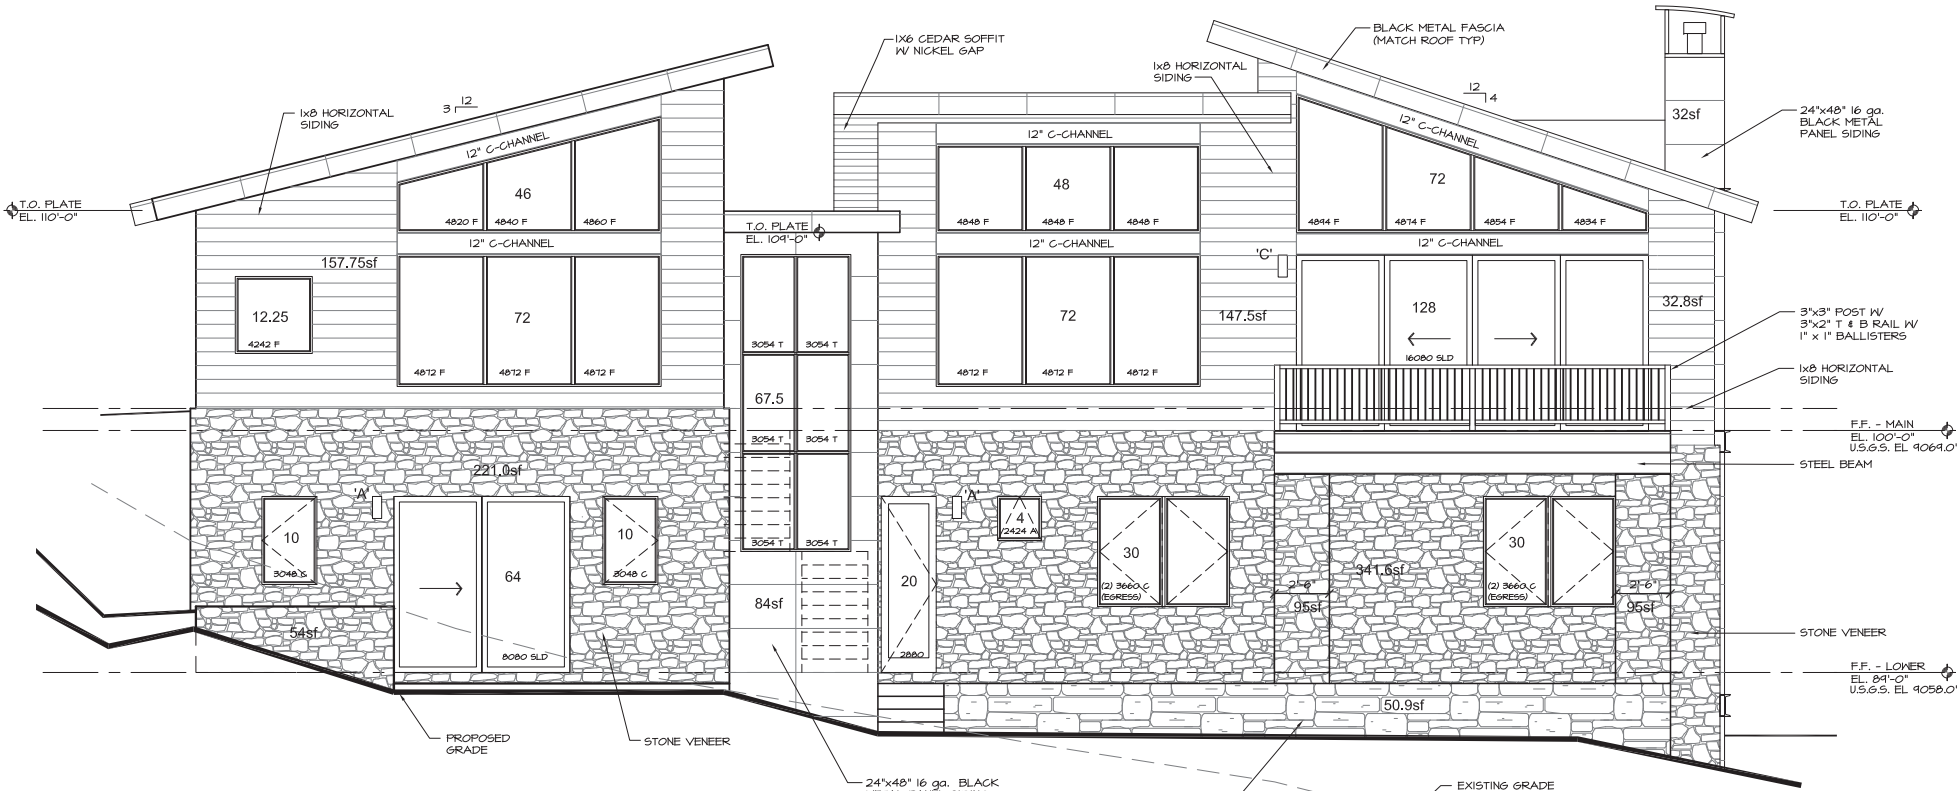 1X6 CEDAR SOFFIT
W/ NICKEL GAP
BLACK METAL FASCIA
(MATCH ROOF TYP)
1x8 HORIZONTAL
SIDING
12
3
1x8 HORIZONTAL
SIDING
12
4
32sf
24"x48" 16 ga.
BLACK METAL
PANEL SIDING
12" C-CHANNEL
12" C-CHANNEL
12" C-CHANNEL
46
48
72
4820 F
4840 F
4860 F
4848 F
4848 F
4848 F
4894 F
4874 F
4854 F
4834 F
T.O. PLATE
EL. 110'-0"
T.O. PLATE
EL. 109'-0"
T.O. PLATE
EL. 110'-0"
12" C-CHANNEL
12" C-CHANNEL
12" C-CHANNEL
157.75sf
'C'
12.25
4242 F
72
4872 F
4872 F
4872 F
3054 T
3054 T
72
4872 F
4872 F
4872 F
147.5sf
128
16080 SLD
32.8sf
3"x3" POST W/
3"x2" T & B RAIL W/
1" x 1" BALLISTERS
1x8 HORIZONTAL
SIDING
67.5
3054 T
3054 T
F.F. - MAIN
EL. 100'-0"
U.S.G.S. EL 9069.0'
STEEL BEAM
221.0sf
'A'
'A'
10
3048 C
64
8080 SLD
10
3048 C
3054 T
3054 T
84sf
20
2880
4
(2424 A)
30
(2) 3660 C
(EGRESS)
341.6sf
30
(2) 3660 C
(EGRESS)
2'-6"
95sf
2'-6"
95sf
54sf
STONE VENEER
F.F. - LOWER
EL. 89'-0"
U.S.G.S. EL 9058.0'
50.9sf
PROPOSED
GRADE
STONE VENEER
24"x48" 16 ga. BLACK
EXISTING GRADE